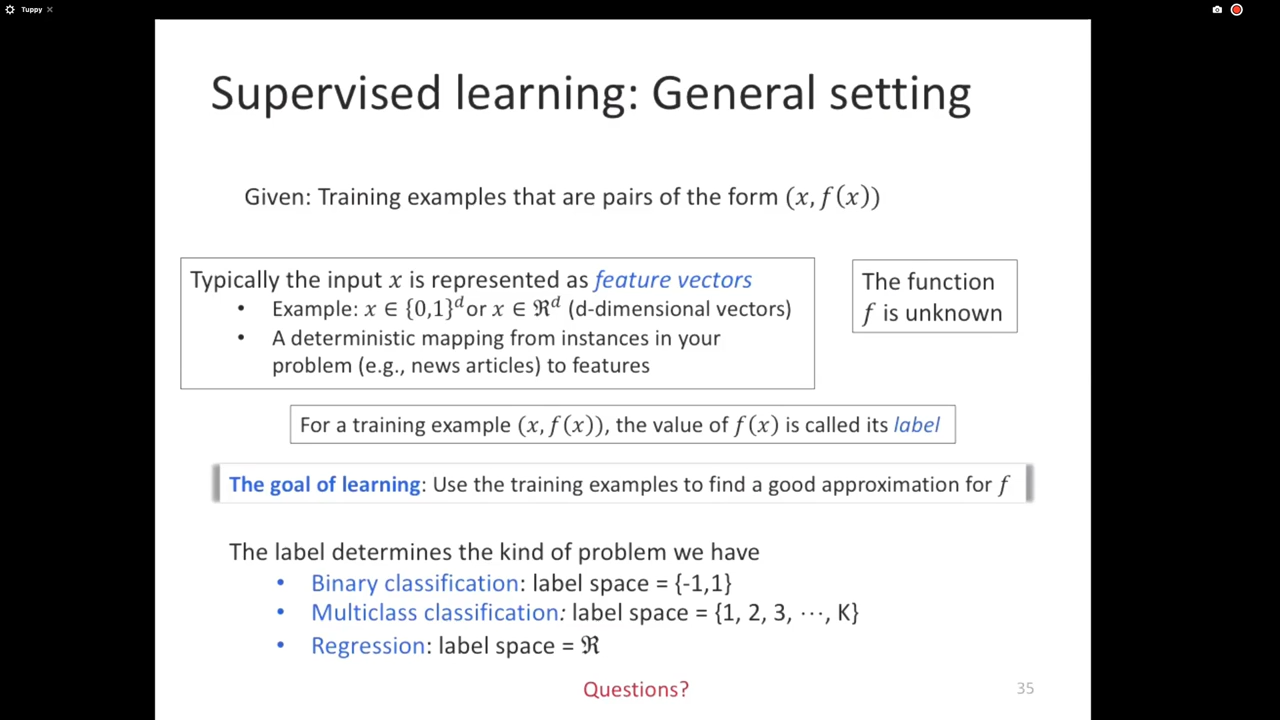 Tuppy
Supervised learning: General setting
Given: Training examples that are pairs of the form (x, f(x))
Typically the input x is represented as feature vectors
• Example: x ∈ {0,1}ᵈ or x ∈ ℜᵈ (d-dimensional vectors)
• A deterministic mapping from instances in your
problem (e.g., news articles) to features
The function
f is unknown
For a training example (x, f(x)), the value of f(x) is called its label
The goal of learning: Use the training examples to find a good approximation for f
The label determines the kind of problem we have
• Binary classification: label space = {-1,1}
• Multiclass classification: label space = {1, 2, 3, ⋯, K}
• Regression: label space = ℜ
Questions?
35